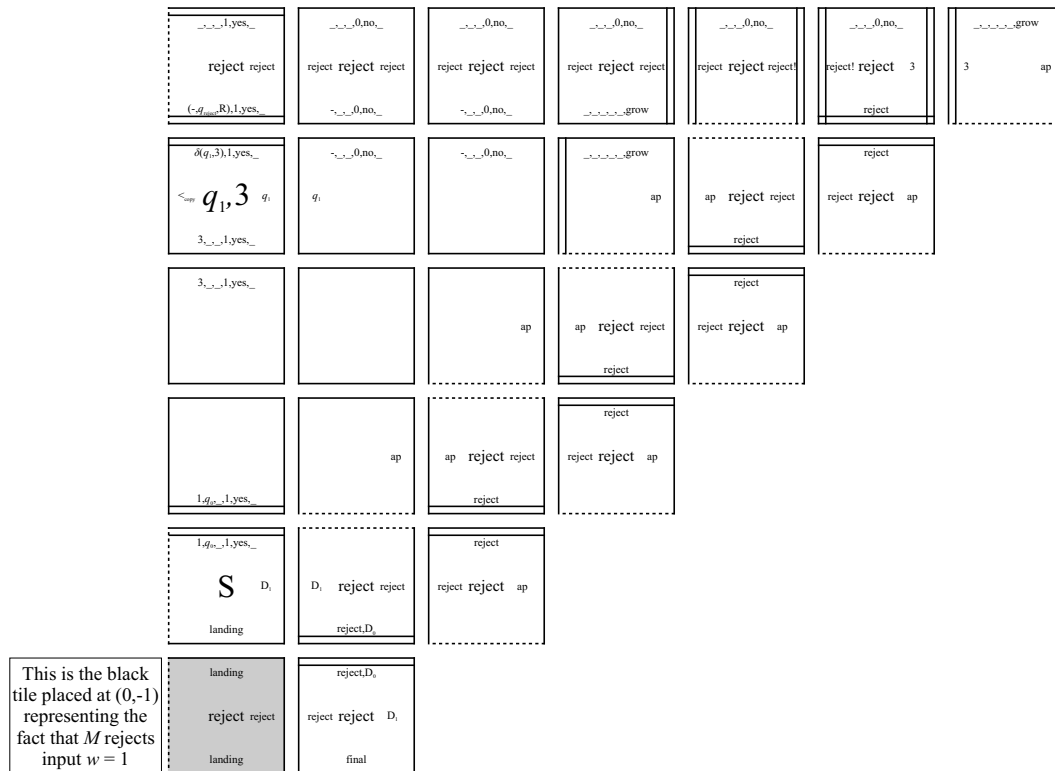 _,_,_,1,yes,_ _,_,_,0,no,_ _,_,_,0,no,_ _,_,_,0,no,_ _,_,_,0,no,_ _,_,_,0,no,_ _,_,_,_,_,grow
reject reject reject reject reject reject reject reject reject reject reject reject reject reject! reject! reject 3 3 ap
(-,q_reject,R),1,yes,_ -,_,_,0,no,_ -,_,_,0,no,_ _,_,_,_,_,grow reject
δ(q₁,3),1,yes,_ -,_,_,0,no,_ -,_,_,0,no,_ _,_,_,_,_,grow reject
<_copy q₁,3 q₁ q₁ ap ap reject reject reject reject ap
3,_,_,1,yes,_ reject
3,_,_,1,yes,_ reject
ap ap reject reject reject reject ap
reject
reject
ap ap reject reject reject reject ap
1,q₀,_,1,yes,_ reject
1,q₀,_,1,yes,_ reject
S D₁ D₁ reject reject reject reject ap
landing reject,D₀
This is the black
tile placed at (0,-1)
representing the
fact that M rejects
input w = 1
landing reject,D₀
reject reject reject reject D₁
landing final